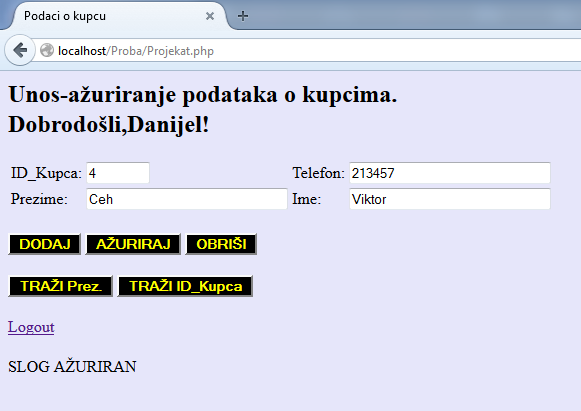 Podaci o kupcu
localhost/Proba/Projekat.php
Unos-ažuriranje podataka o kupcima.
Dobrodošli,Danijel!
ID_Kupca: 4 Telefon: 213457
Prezime: Ceh Ime: Viktor
DODAJ AŽURIRAJ OBRIŠI
TRAŽI Prez. TRAŽI ID_Kupca
Logout
SLOG AŽURIRAN